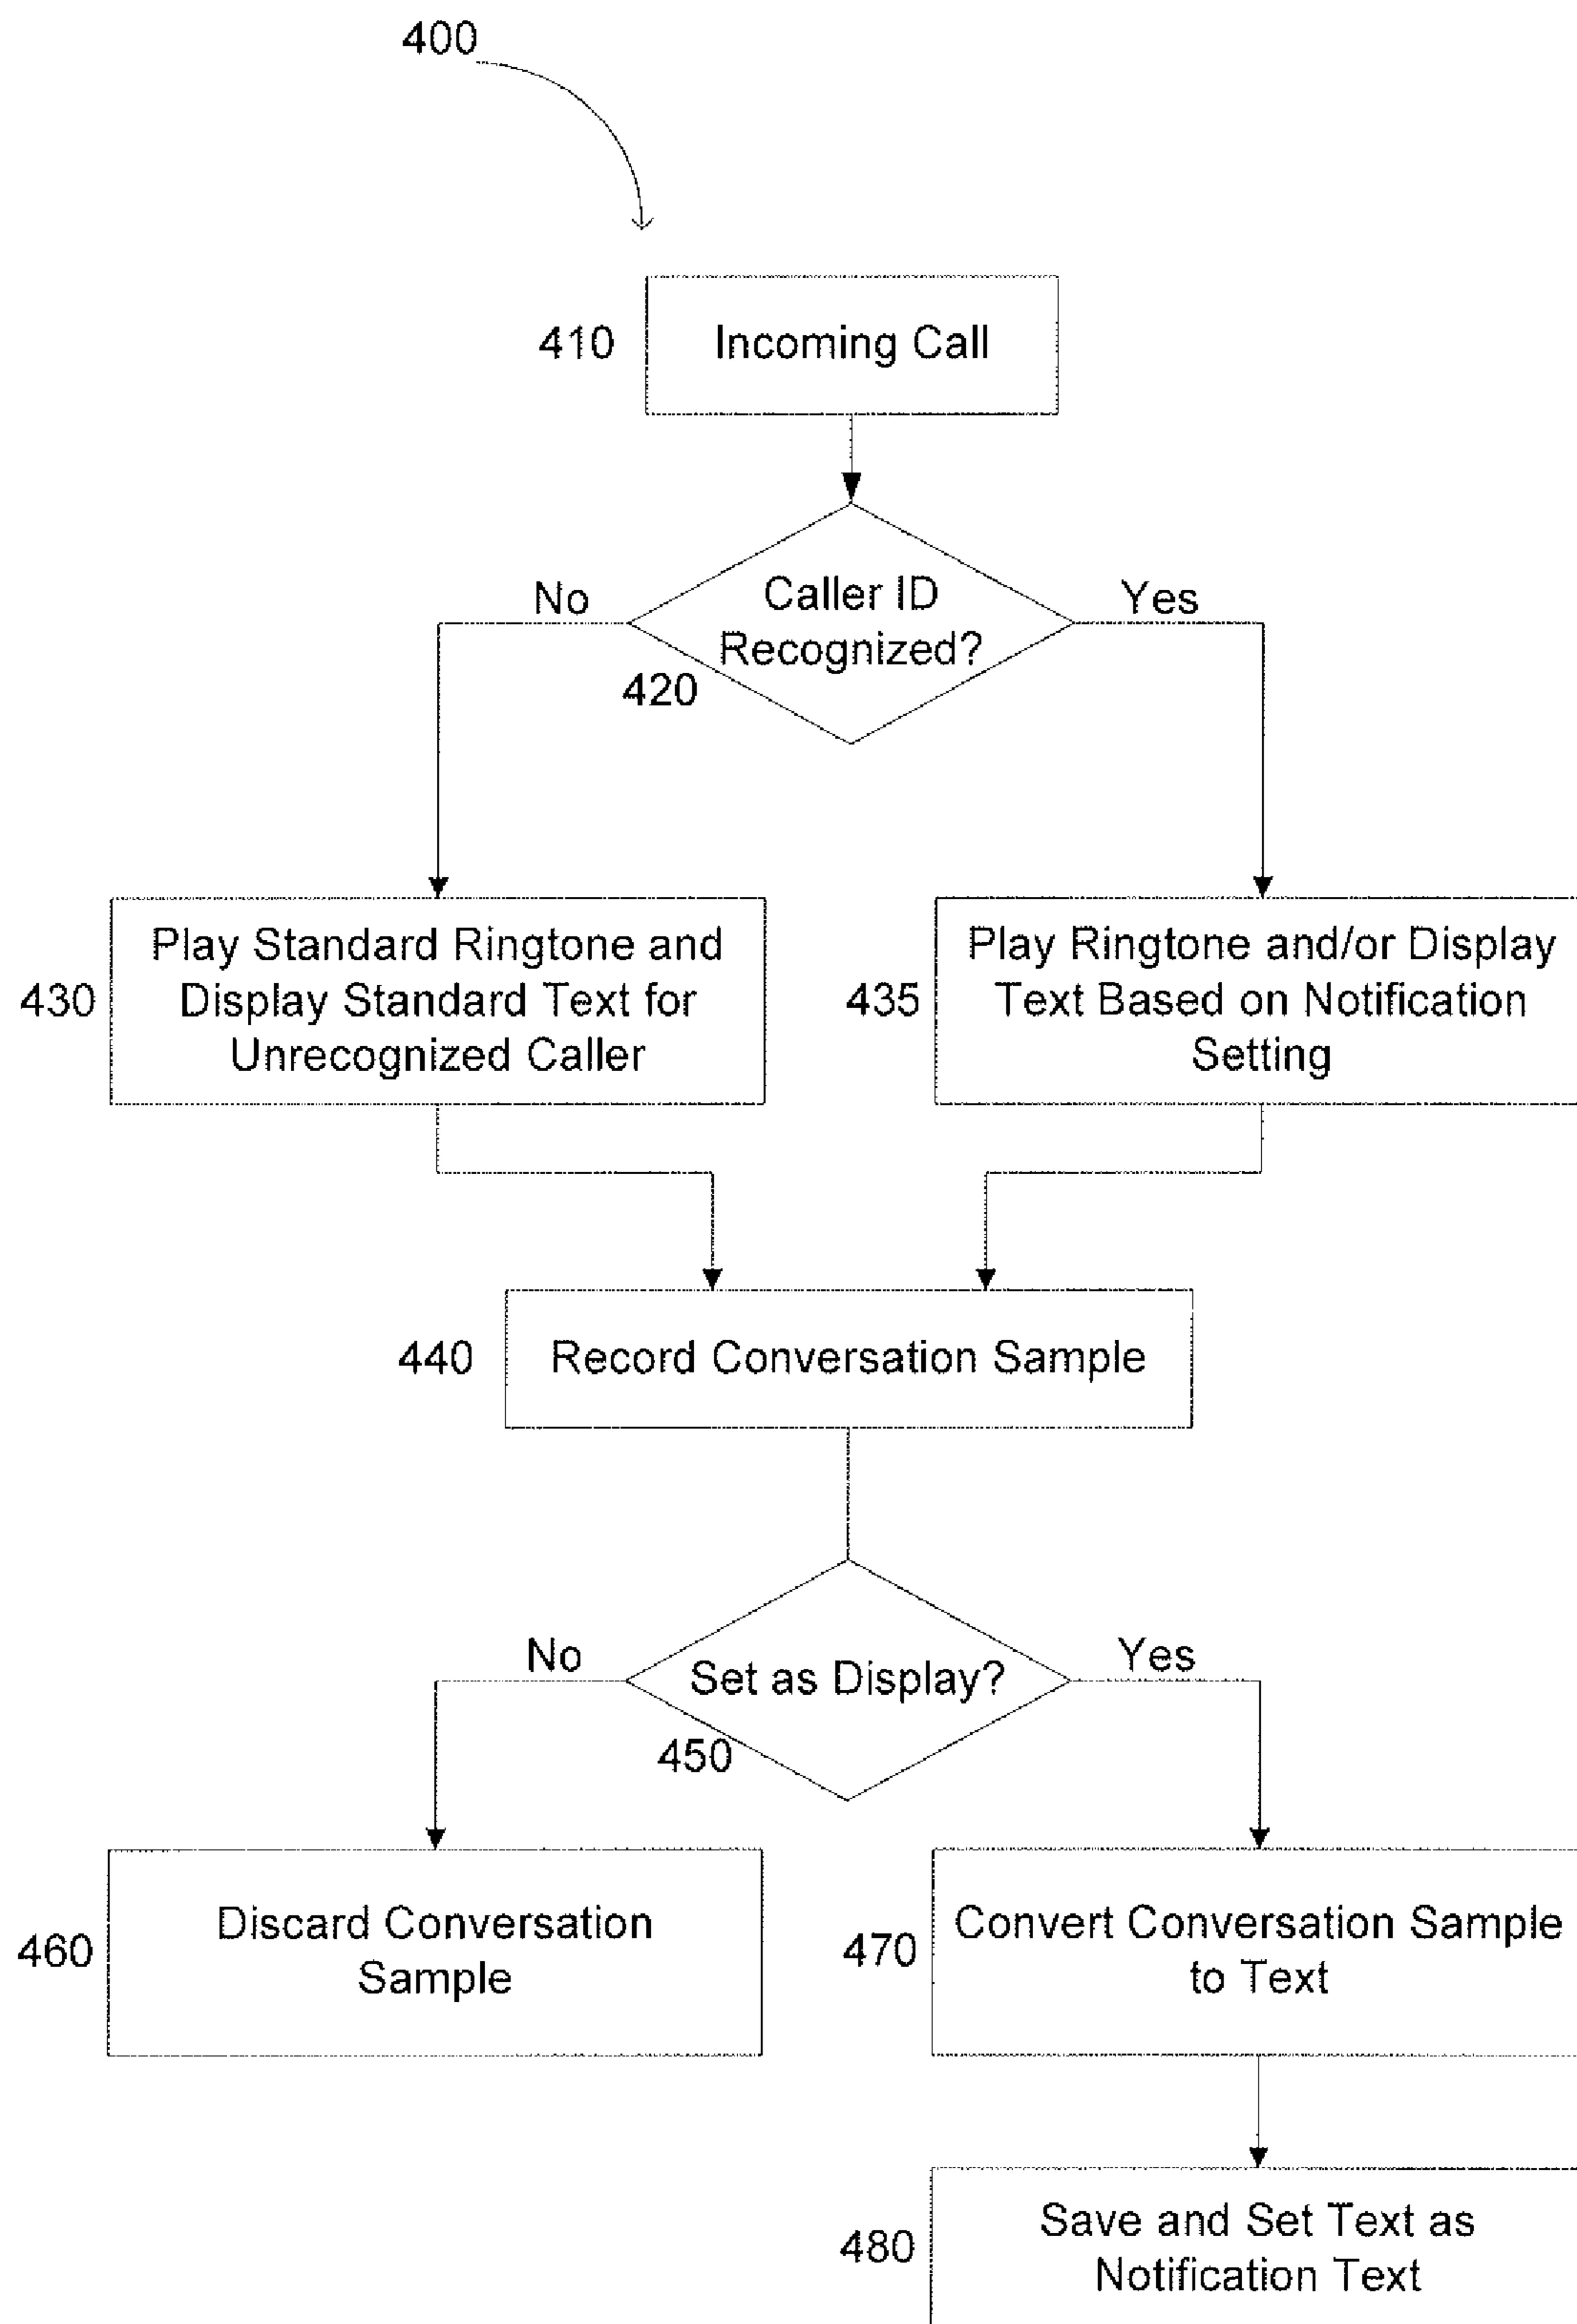 400
410
Incoming Call
No
Caller ID
Recognized?
Yes
420
430
Play Standard Ringtone and
Display Standard Text for
Unrecognized Caller
435
Play Ringtone and/or Display
Text Based on Notification
Setting
440
Record Conversation Sample
No
Set as Display?
Yes
450
460
Discard Conversation
Sample
470
Convert Conversation Sample
to Text
480
Save and Set Text as
Notification Text